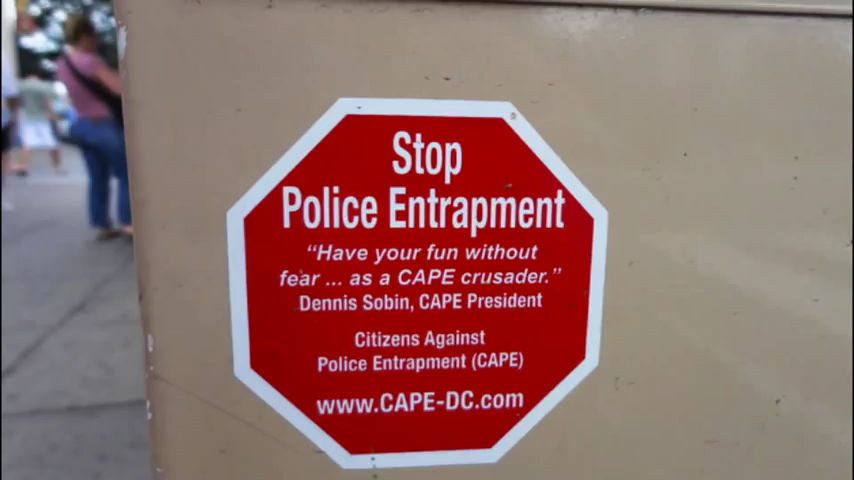 Stop
Police Entrapment
“Have your fun without
fear ... as a CAPE crusader.”
Dennis Sobin, CAPE President
Citizens Against
Police Entrapment (CAPE)
www.CAPE-DC.com